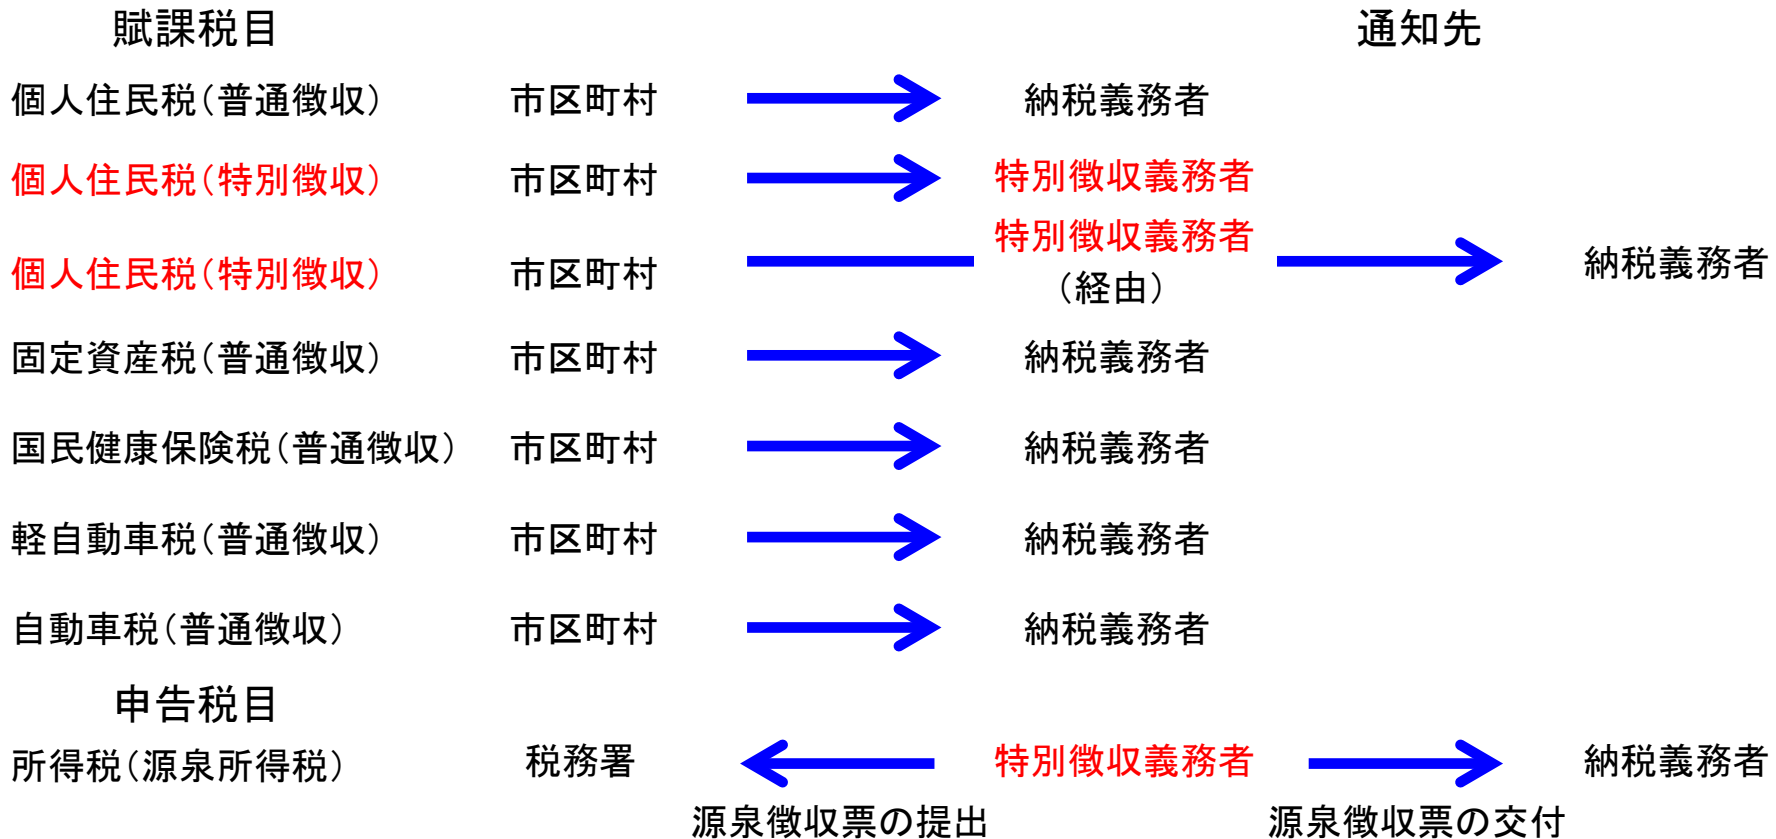 賦課税目 通知先
個人住民税(普通徴収) 市区町村 納税義務者
個人住民税(特別徴収) 市区町村 特別徴収義務者
個人住民税(特別徴収) 市区町村 特別徴収義務者 納税義務者
(経由)
固定資産税(普通徴収) 市区町村 納税義務者
国民健康保険税(普通徴収) 市区町村 納税義務者
軽自動車税(普通徴収) 市区町村 納税義務者
自動車税(普通徴収) 市区町村 納税義務者
申告税目
所得税(源泉所得税) 税務署 特別徴収義務者 納税義務者
源泉徴収票の提出 源泉徴収票の交付